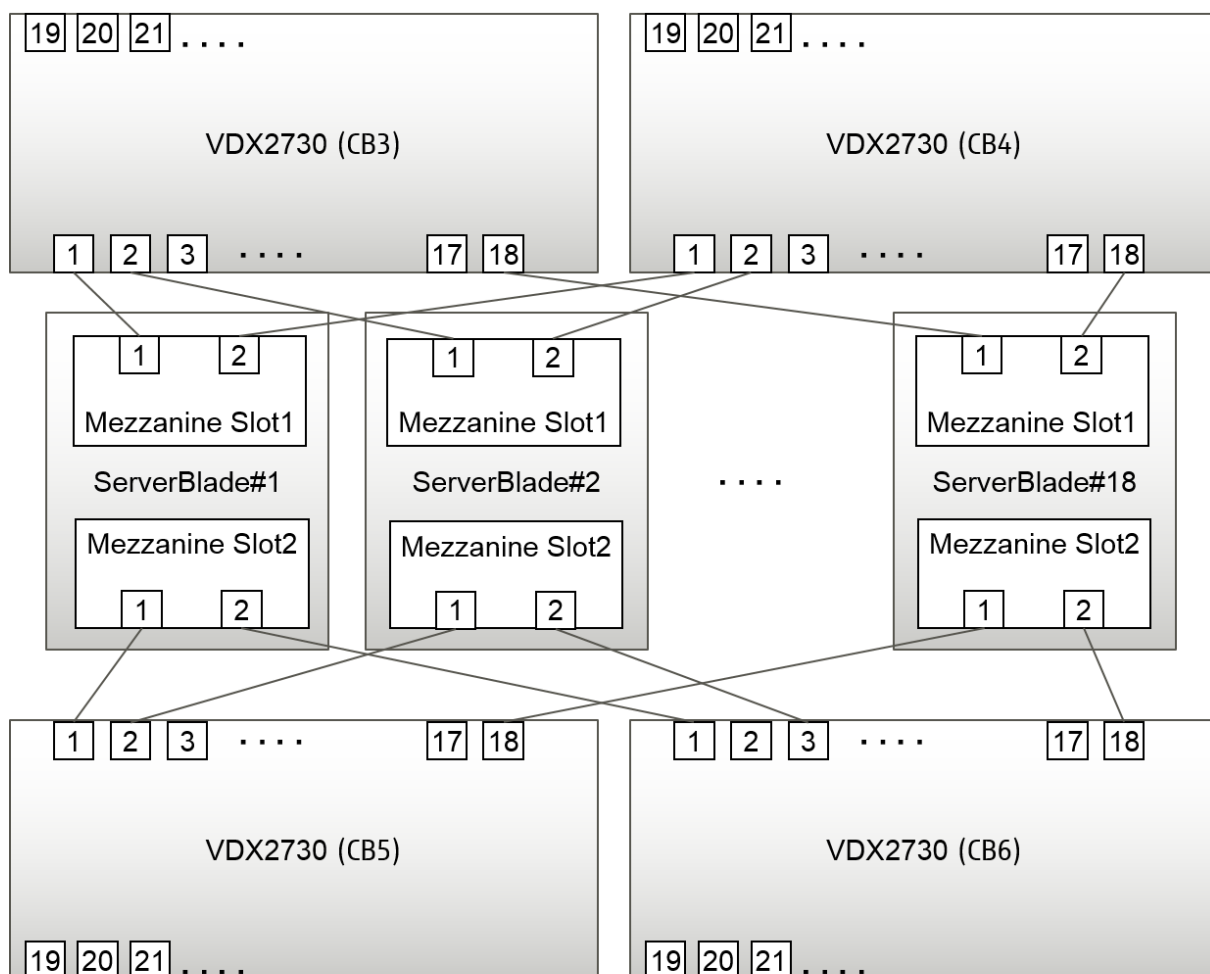 19 20 21 . . . . 19 20 21 . . . .
VDX2730 (CB3) VDX2730 (CB4)
1 2 3 . . . . 17 18 1 2 3 . . . . 17 18
1 2 1 2 1 2
Mezzanine Slot1 Mezzanine Slot1 Mezzanine Slot1
ServerBlade#1 ServerBlade#2 . . . . ServerBlade#18
Mezzanine Slot2 Mezzanine Slot2 Mezzanine Slot2
1 2 1 2 1 2
1 2 3 . . . . 17 18 1 2 3 . . . . 17 18
VDX2730 (CB5) VDX2730 (CB6)
19 20 21 . . . . 19 20 21 . . . .